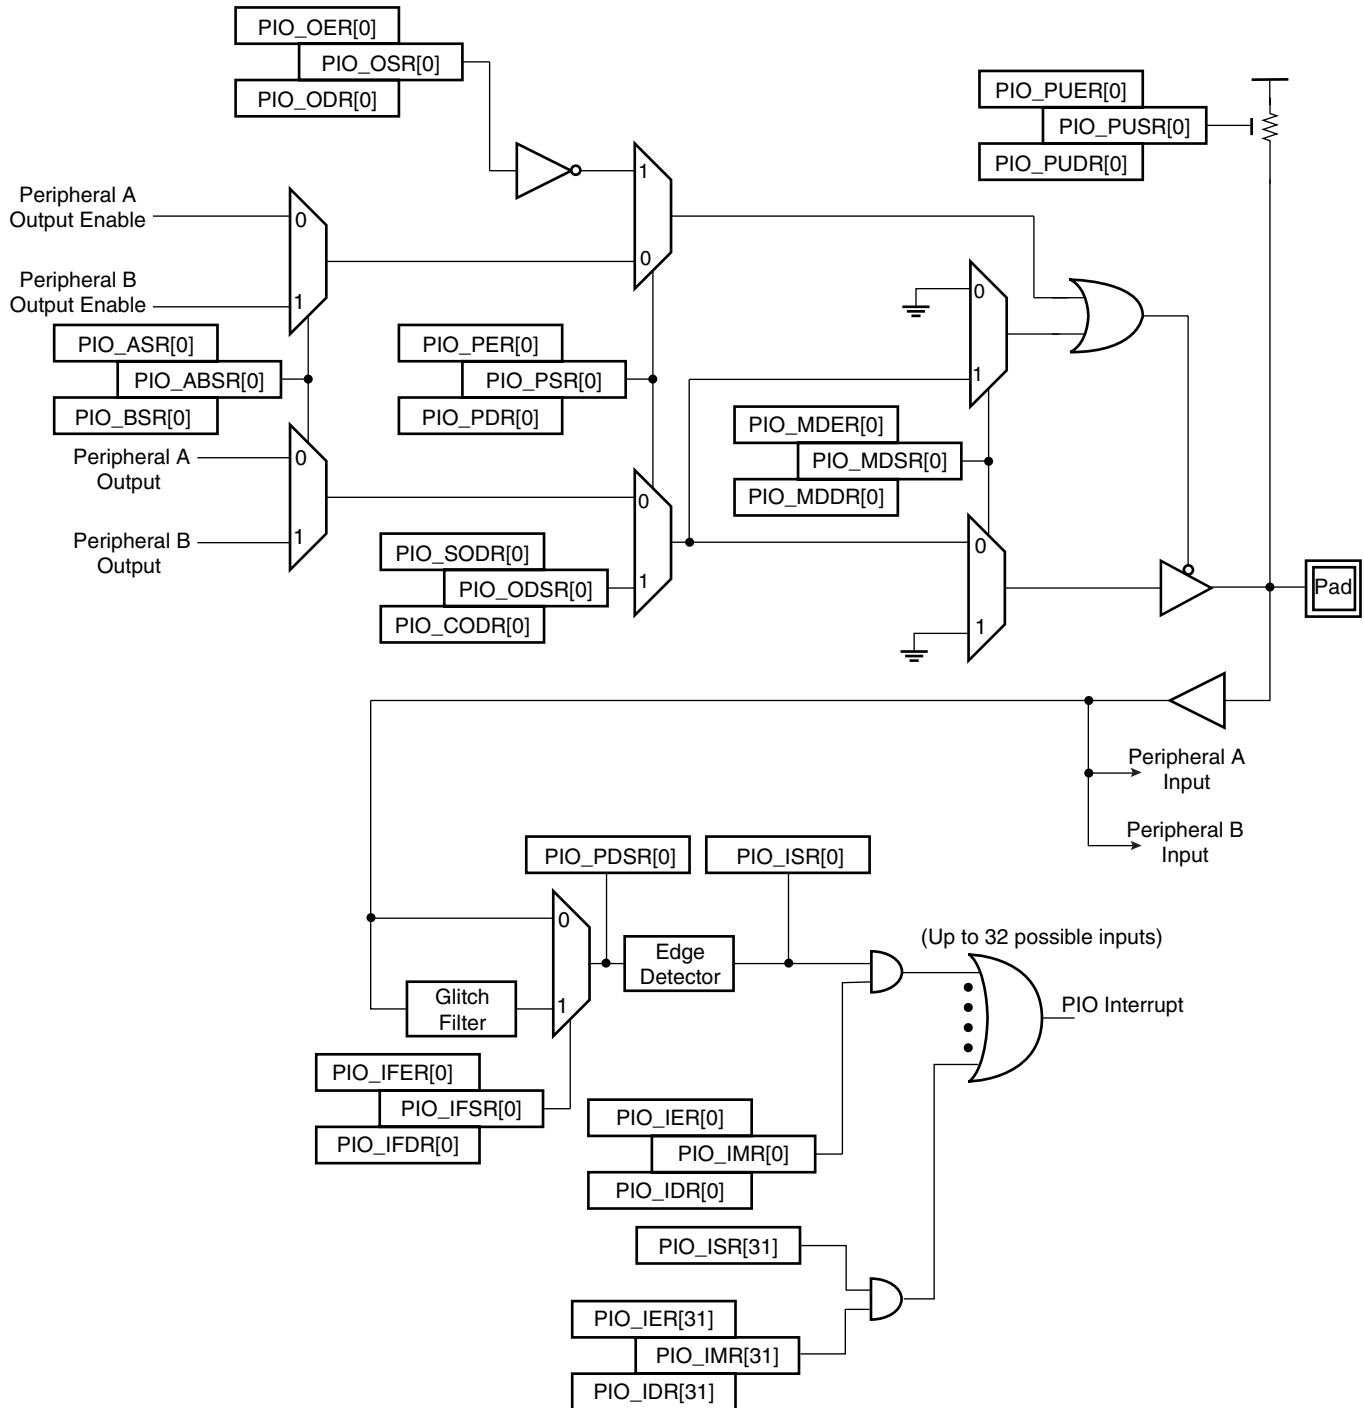 PIO_OER[0]
PIO_OSR[0]
PIO_ODR[0]
PIO_PUER[0]
PIO_PUSR[0]
PIO_PUDR[0]
1
0
Peripheral A
Output Enable
0
Peripheral B
Output Enable
1
0
1
PIO_ASR[0]
PIO_ABSR[0]
PIO_BSR[0]
PIO_PER[0]
PIO_PSR[0]
PIO_PDR[0]
PIO_MDER[0]
PIO_MDSR[0]
PIO_MDDR[0]
Peripheral A
Output
0
Peripheral B
Output
1
0
1
PIO_SODR[0]
PIO_ODSR[0]
PIO_CODR[0]
0
1
Pad
Peripheral A
Input
Peripheral B
Input
PIO_PDSR[0]
PIO_ISR[0]
0
1
Edge
Detector
Glitch
Filter
(Up to 32 possible inputs)
PIO Interrupt
PIO_IFER[0]
PIO_IFSR[0]
PIO_IFDR[0]
PIO_IER[0]
PIO_IMR[0]
PIO_IDR[0]
PIO_ISR[31]
PIO_IER[31]
PIO_IMR[31]
PIO_IDR[31]